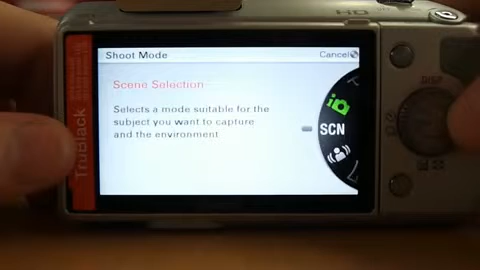 HD
Shoot Mode
Cancel
Scene Selection
Selects a mode suitable for the
subject you want to capture
and the environment
SCN
DISP
TruBlack